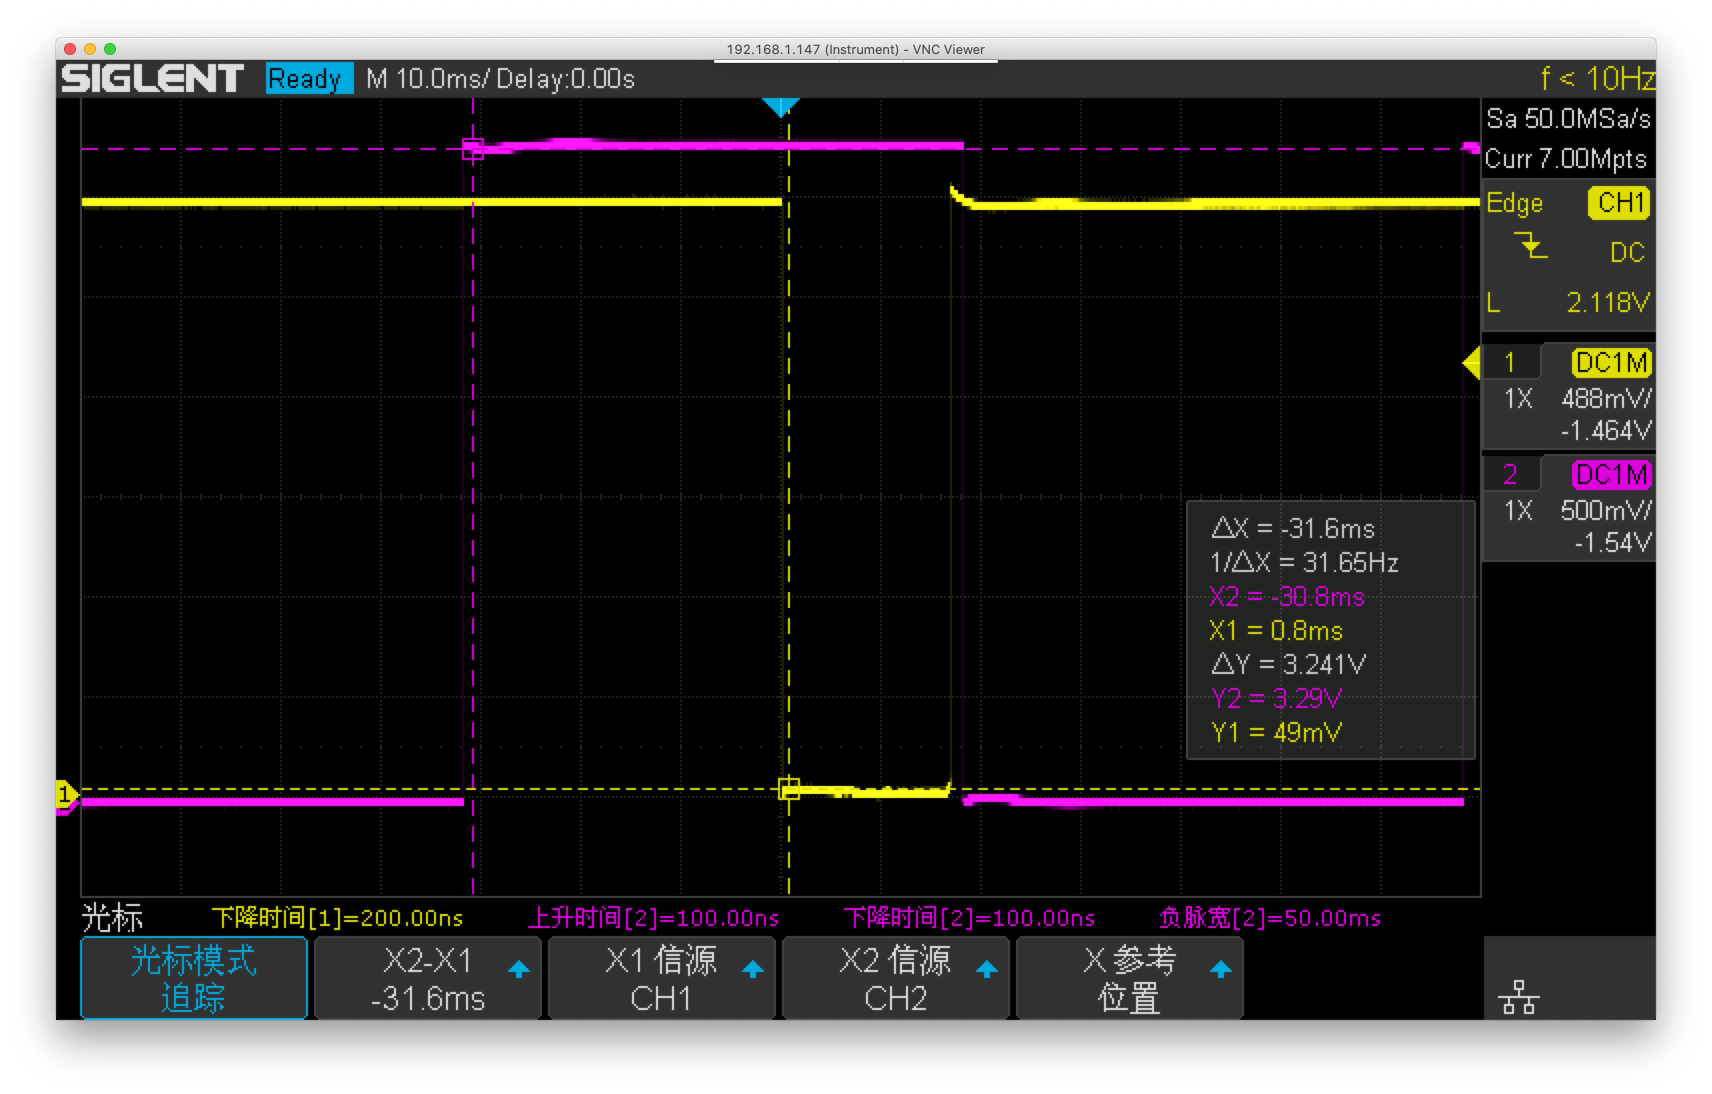 192.168.1.147 (Instrument) - VNC Viewer
SIGLENT Ready M 10.0ms/ Delay:0.00s f < 10Hz
Sa 50.0MSa/s
Curr 7.00Mpts
Edge CH1
DC
L 2.118V
1 DC1M
1X 488mV/
-1.464V
2 DC1M
1X 500mV/
-1.54V
△X = -31.6ms
1/△X = 31.65Hz
X2 = -30.8ms
X1 = 0.8ms
△Y = 3.241V
Y2 = 3.29V
Y1 = 49mV
1
光标 下降时间[1]=200.00ns 上升时间[2]=100.00ns 下降时间[2]=100.00ns 负脉宽[2]=50.00ms
光标模式
追踪
X2-X1
-31.6ms
X1 信源
CH1
X2 信源
CH2
X 参考
位置